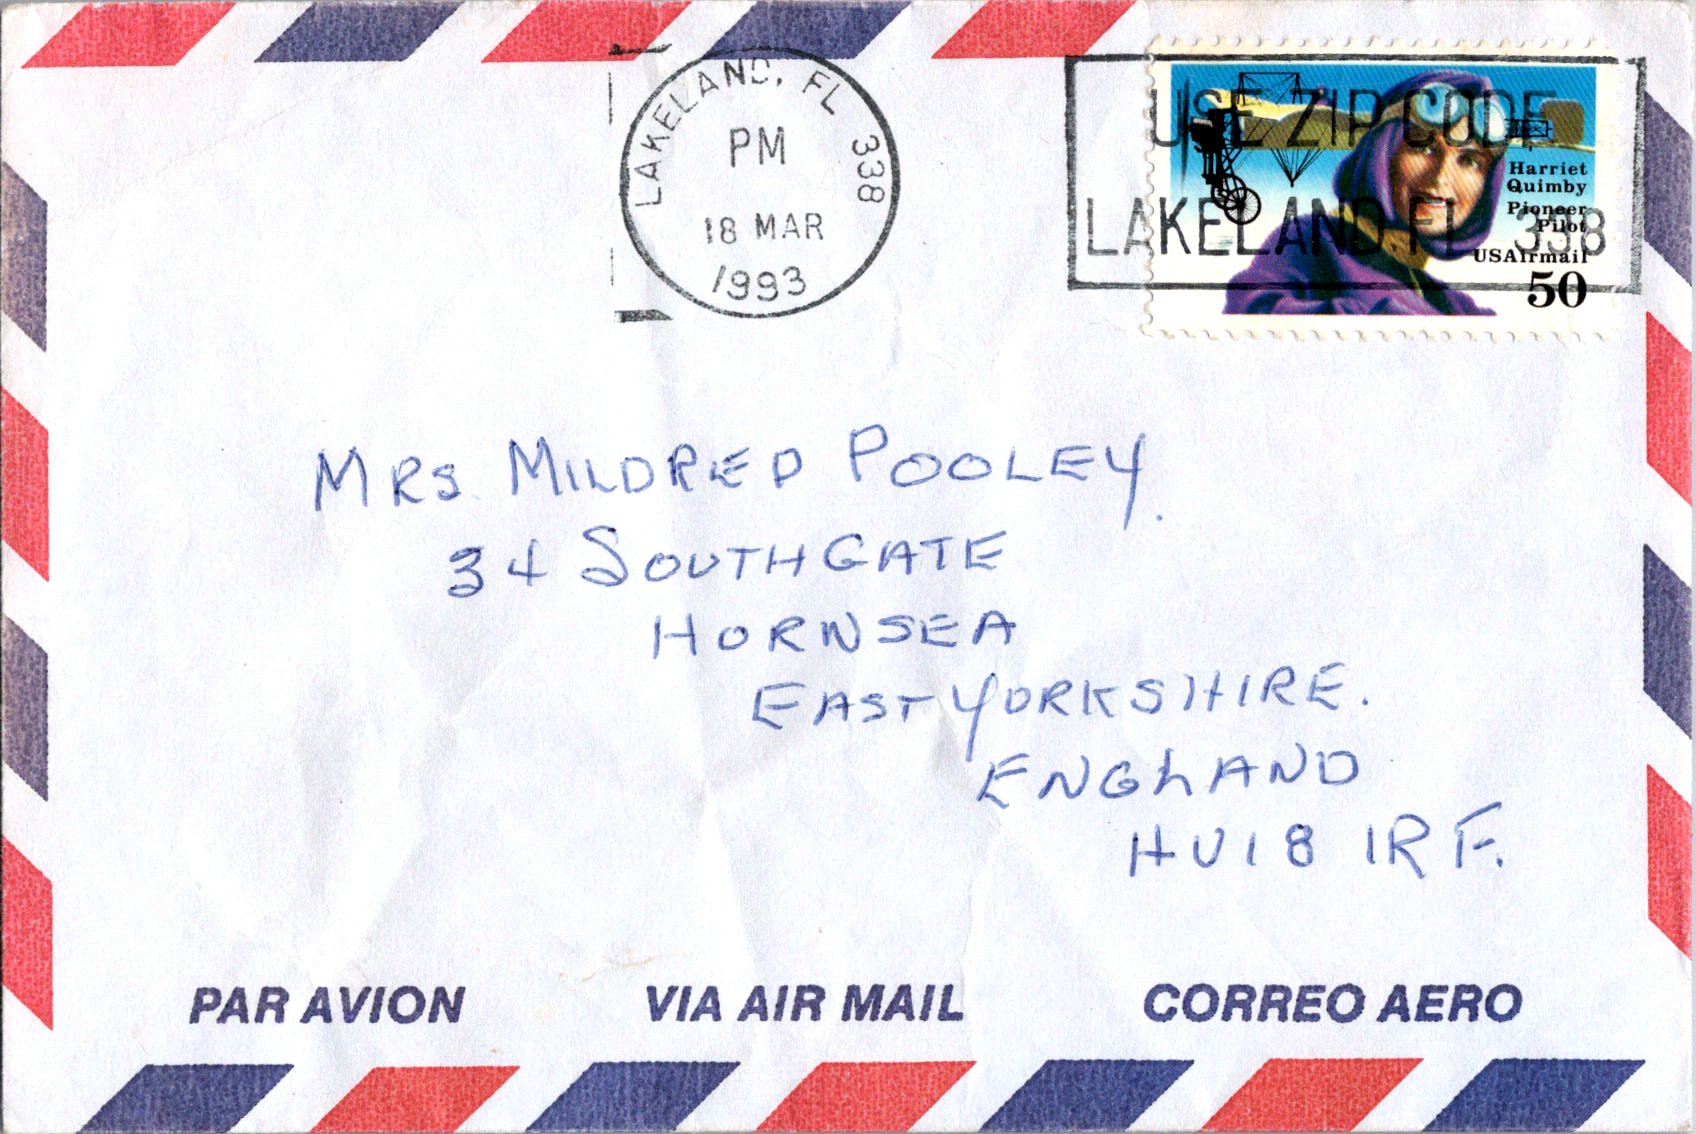 LAKELAND, FL 338
PM
18 MAR
1993
USE ZIP CODE
LAKELAND FL 338
Harriet
Quimby
Pioneer
Pilot
USAirmail
50
MRS. MILDRED POOLEY.
34 SOUTHGATE
HORNSEA
EAST YORKSHIRE.
ENGLAND
HU18 1RF.
PAR AVION VIA AIR MAIL CORREO AERO